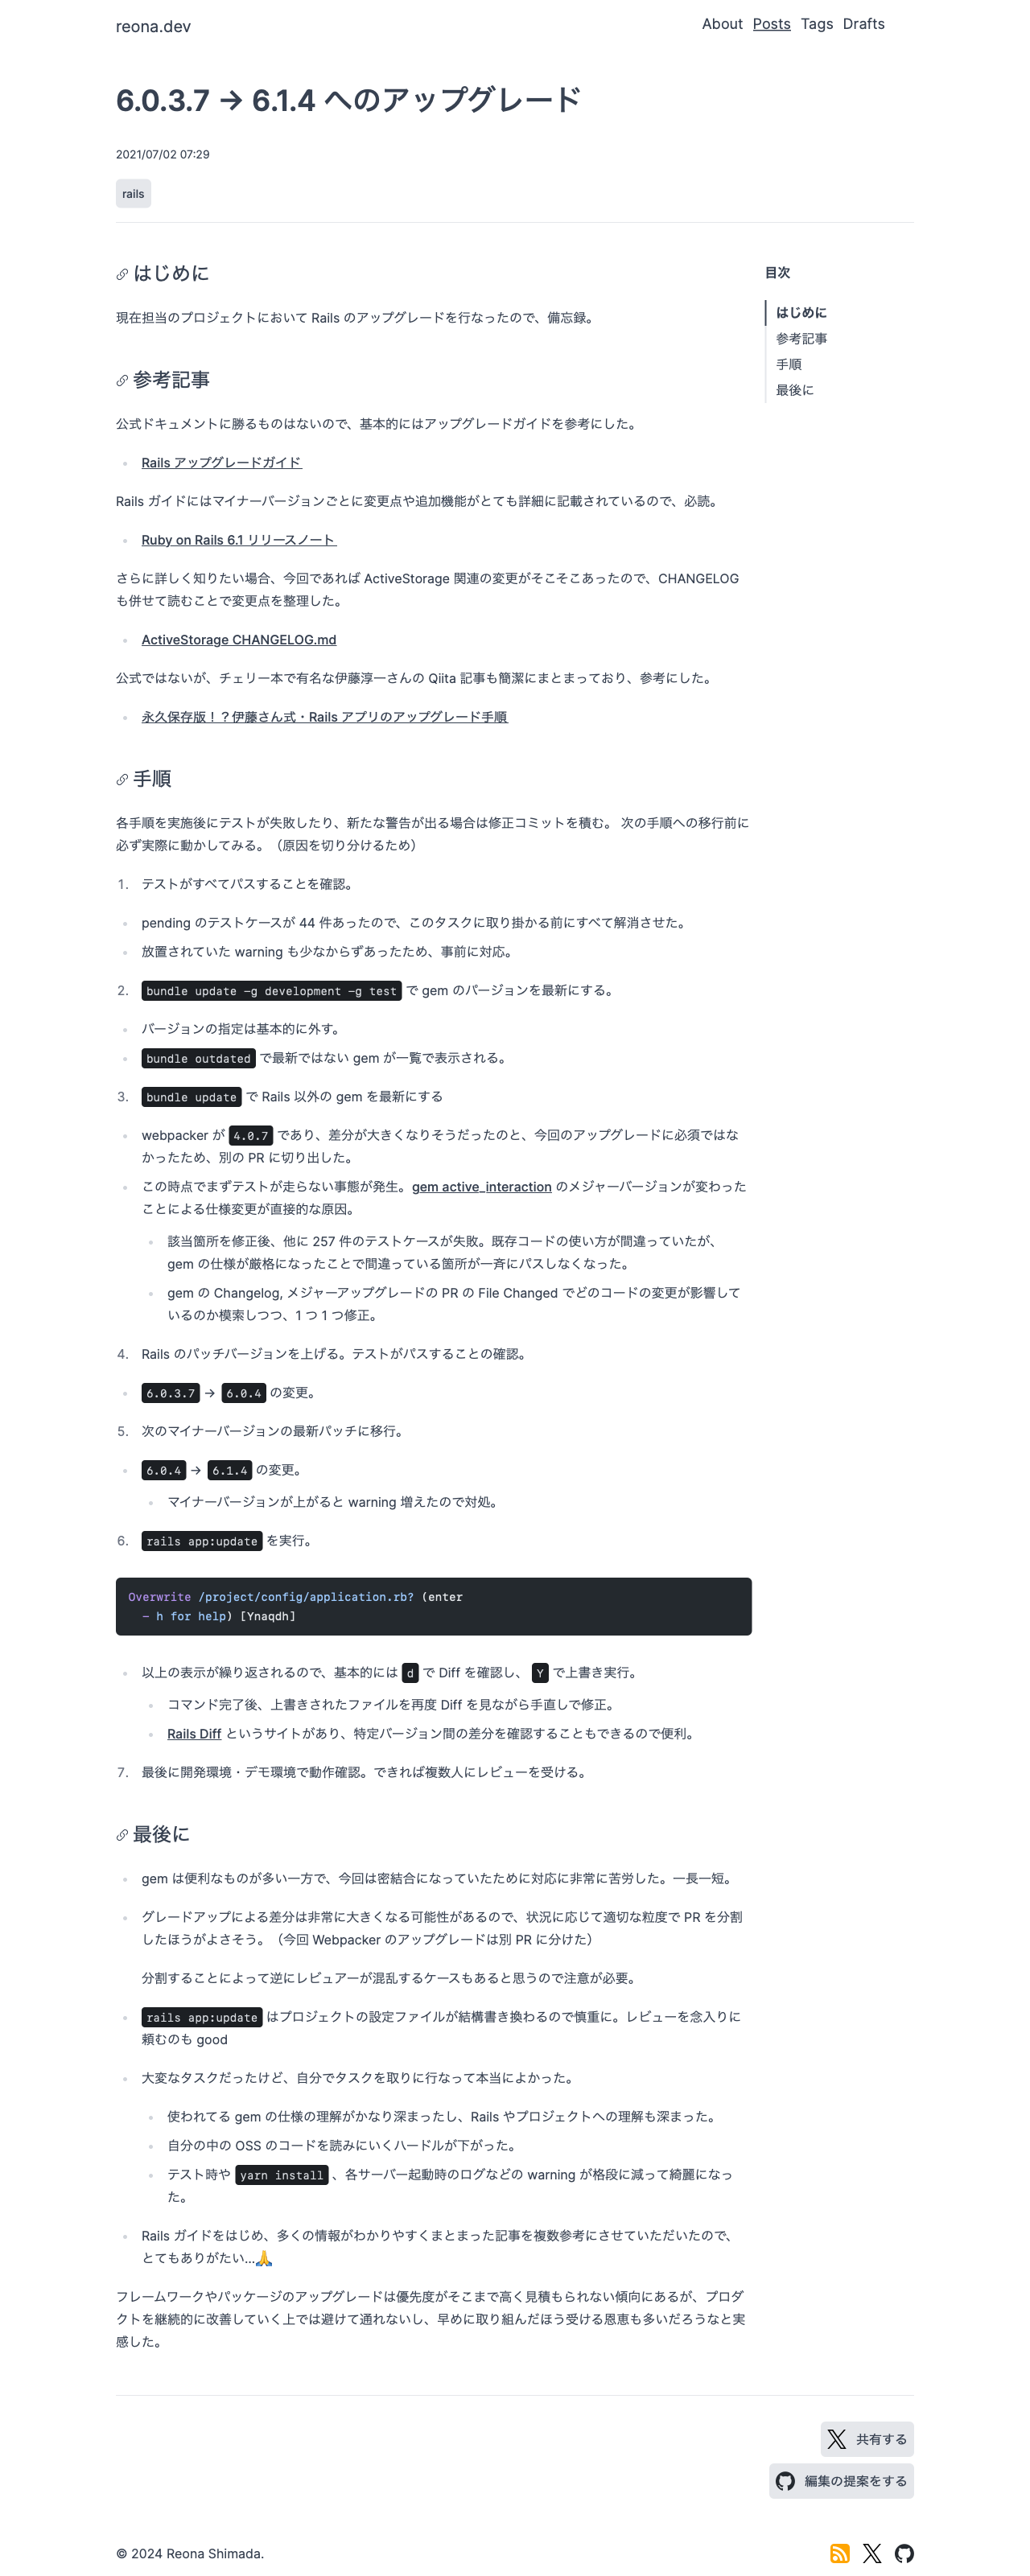 reona.dev
About Posts Tags Drafts
6.0.3.7 → 6.1.4 へのアップグレード
2021/07/02 07:29
rails
はじめに
現在担当のプロジェクトにおいて Rails のアップグレードを行なったので、備忘録。
参考記事
公式ドキュメントに勝るものはないので、基本的にはアップグレードガイドを参考にした。
Rails アップグレードガイド
Rails ガイドにはマイナーバージョンごとに変更点や追加機能がとても詳細に記載されているので、必読。
Ruby on Rails 6.1 リリースノート
さらに詳しく知りたい場合、今回であれば ActiveStorage 関連の変更がそこそこあったので、CHANGELOG
も併せて読むことで変更点を整理した。
ActiveStorage CHANGELOG.md
公式ではないが、チェリー本で有名な伊藤淳一さんの Qiita 記事も簡潔にまとまっており、参考にした。
永久保存版！？伊藤さん式・Rails アプリのアップグレード手順
手順
各手順を実施後にテストが失敗したり、新たな警告が出る場合は修正コミットを積む。 次の手順への移行前に
必ず実際に動かしてみる。（原因を切り分けるため）
1. テストがすべてパスすることを確認。
pending のテストケースが 44 件あったので、このタスクに取り掛かる前にすべて解消させた。
放置されていた warning も少なからずあったため、事前に対応。
2. bundle update -g development -g test で gem のバージョンを最新にする。
バージョンの指定は基本的に外す。
bundle outdated で最新ではない gem が一覧で表示される。
3. bundle update で Rails 以外の gem を最新にする
webpacker が 4.0.7 であり、差分が大きくなりそうだったのと、今回のアップグレードに必須ではな
かったため、別の PR に切り出した。
この時点でまずテストが走らない事態が発生。gem active_interaction のメジャーバージョンが変わった
ことによる仕様変更が直接的な原因。
該当箇所を修正後、他に 257 件のテストケースが失敗。既存コードの使い方が間違っていたが、
gem の仕様が厳格になったことで間違っている箇所が一斉にパスしなくなった。
gem の Changelog, メジャーアップグレードの PR の File Changed でどのコードの変更が影響して
いるのか模索しつつ、1 つ 1 つ修正。
4. Rails のパッチバージョンを上げる。テストがパスすることの確認。
6.0.3.7 → 6.0.4 の変更。
5. 次のマイナーバージョンの最新パッチに移行。
6.0.4 → 6.1.4 の変更。
マイナーバージョンが上がると warning 増えたので対処。
6. rails app:update を実行。
Overwrite /project/config/application.rb? (enter
- h for help) [Ynaqdh]
以上の表示が繰り返されるので、基本的には d で Diff を確認し、 Y で上書き実行。
コマンド完了後、上書きされたファイルを再度 Diff を見ながら手直しで修正。
Rails Diff というサイトがあり、特定バージョン間の差分を確認することもできるので便利。
7. 最後に開発環境・デモ環境で動作確認。できれば複数人にレビューを受ける。
最後に
gem は便利なものが多い一方で、今回は密結合になっていたために対応に非常に苦労した。一長一短。
グレードアップによる差分は非常に大きくなる可能性があるので、状況に応じて適切な粒度で PR を分割
したほうがよさそう。（今回 Webpacker のアップグレードは別 PR に分けた）
分割することによって逆にレビュアーが混乱するケースもあると思うので注意が必要。
rails app:update はプロジェクトの設定ファイルが結構書き換わるので慎重に。レビューを念入りに
頼むのも good
大変なタスクだったけど、自分でタスクを取りに行なって本当によかった。
使われてる gem の仕様の理解がかなり深まったし、Rails やプロジェクトへの理解も深まった。
自分の中の OSS のコードを読みにいくハードルが下がった。
テスト時や yarn install 、各サーバー起動時のログなどの warning が格段に減って綺麗になっ
た。
Rails ガイドをはじめ、多くの情報がわかりやすくまとまった記事を複数参考にさせていただいたので、
とてもありがたい...🙏
フレームワークやパッケージのアップグレードは優先度がそこまで高く見積もられない傾向にあるが、プロダ
クトを継続的に改善していく上では避けて通れないし、早めに取り組んだほう受ける恩恵も多いだろうなと実
感した。
目次
はじめに
参考記事
手順
最後に
共有する
編集の提案をする
© 2024 Reona Shimada.